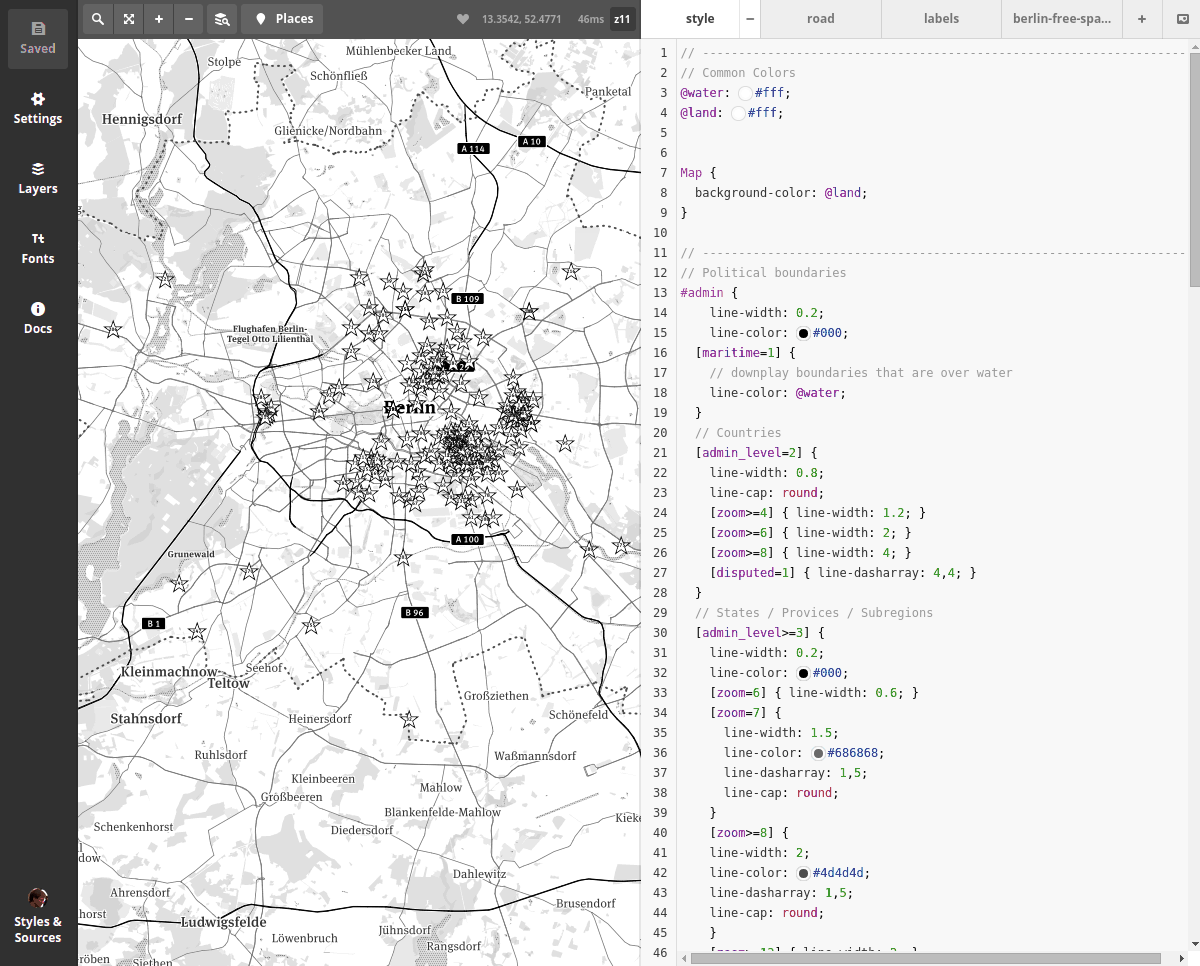 Saved
Settings
Layers
Tt
Fonts
Docs
Styles &
Sources
Places
13.3542, 52.4771
46ms
z11
style
road
labels
berlin-free-spa...
Mühlenbecker Land
Stolpe
Schönfließ
Panketal
Hennigsdorf
Glienicke/Nordbahn
A 10
A 114
B 109
Flughafen Berlin-
Tegel Otto Lilienthal
Berlin
A 100
Grunewald
B 96
B 1
Kleinmachnow
Seehof
Teltow
Großziethen
Stahnsdorf
Heinersdorf
Schönefeld
Ruhlsdorf
Waßmannsdorf
Kleinbeeren
Mahlow
Großbeeren
Blankenfelde-Mahlow
Kieke
Schenkenhorst
Diedersdorf
dow
Dahlewitz
Ahrensdorf
Brusendorf
horst
Ludwigsfelde
Jühnsdorf
Löwenbruch
Rangsdorf
röben
Siethen
1 // ----------------------------------------------------------------
2 // Common Colors
3 @water: #fff;
4 @land: #fff;
5
6
7 Map {
8 background-color: @land;
9 }
10
11 // ----------------------------------------------------------------
12 // Political boundaries
13 #admin {
14 line-width: 0.2;
15 line-color: #000;
16 [maritime=1] {
17 // downplay boundaries that are over water
18 line-color: @water;
19 }
20 // Countries
21 [admin_level=2] {
22 line-width: 0.8;
23 line-cap: round;
24 [zoom>=4] { line-width: 1.2; }
25 [zoom>=6] { line-width: 2; }
26 [zoom>=8] { line-width: 4; }
27 [disputed=1] { line-dasharray: 4,4; }
28 }
29 // States / Provices / Subregions
30 [admin_level>=3] {
31 line-width: 0.2;
32 line-color: #000;
33 [zoom=6] { line-width: 0.6; }
34 [zoom=7] {
35 line-width: 1.5;
36 line-color: #686868;
37 line-dasharray: 1,5;
38 line-cap: round;
39 }
40 [zoom>=8] {
41 line-width: 2;
42 line-color: #4d4d4d;
43 line-dasharray: 1,5;
44 line-cap: round;
45 }
46